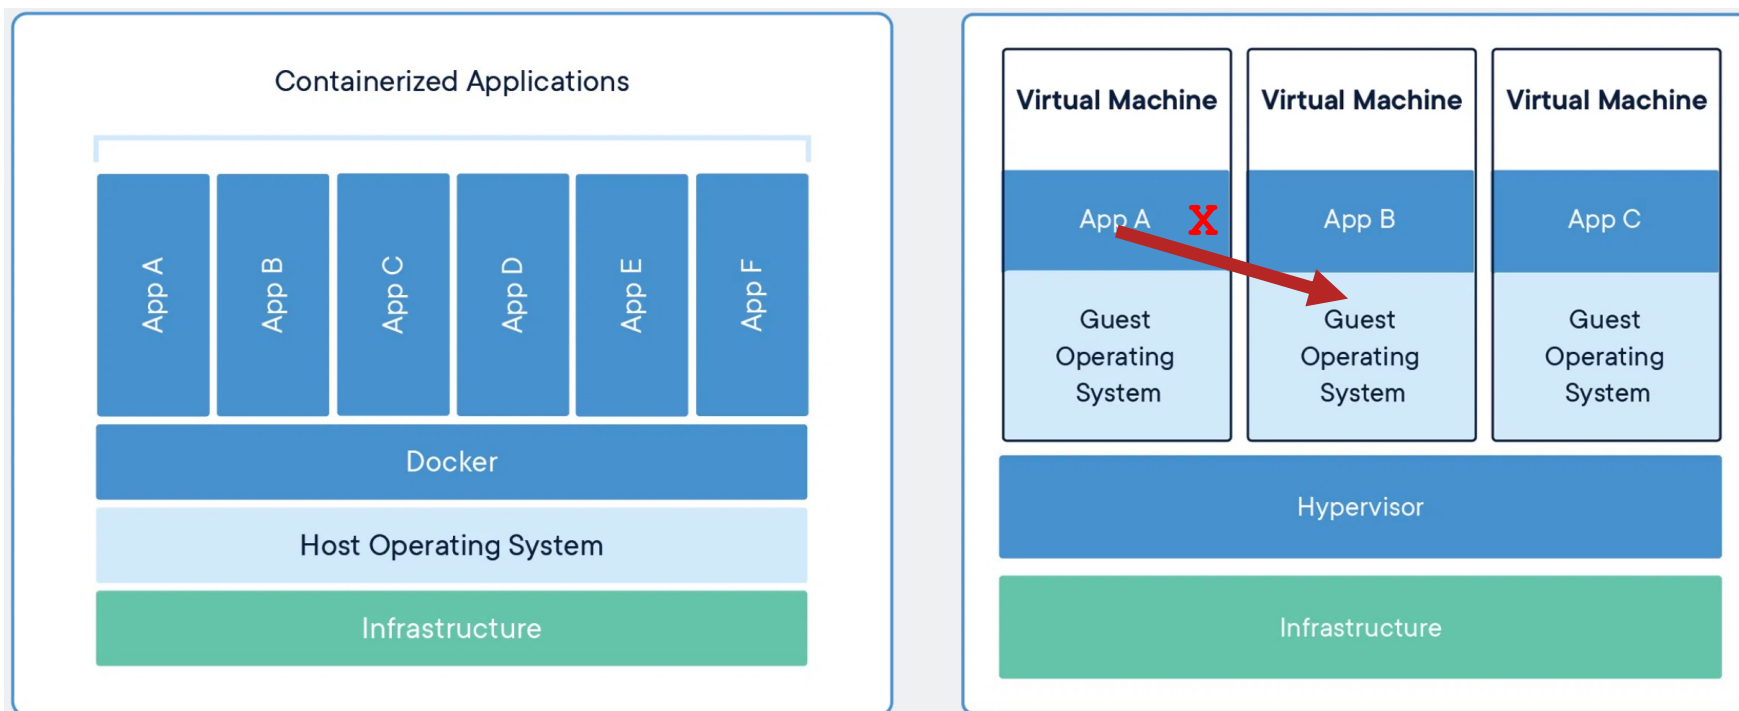 Containerized Applications
App A
App B
App C
App D
App E
App F
Docker
Host Operating System
Infrastructure
Virtual Machine
App A
X
Guest
Operating
System
Virtual Machine
App B
Guest
Operating
System
Virtual Machine
App C
Guest
Operating
System
Hypervisor
Infrastructure